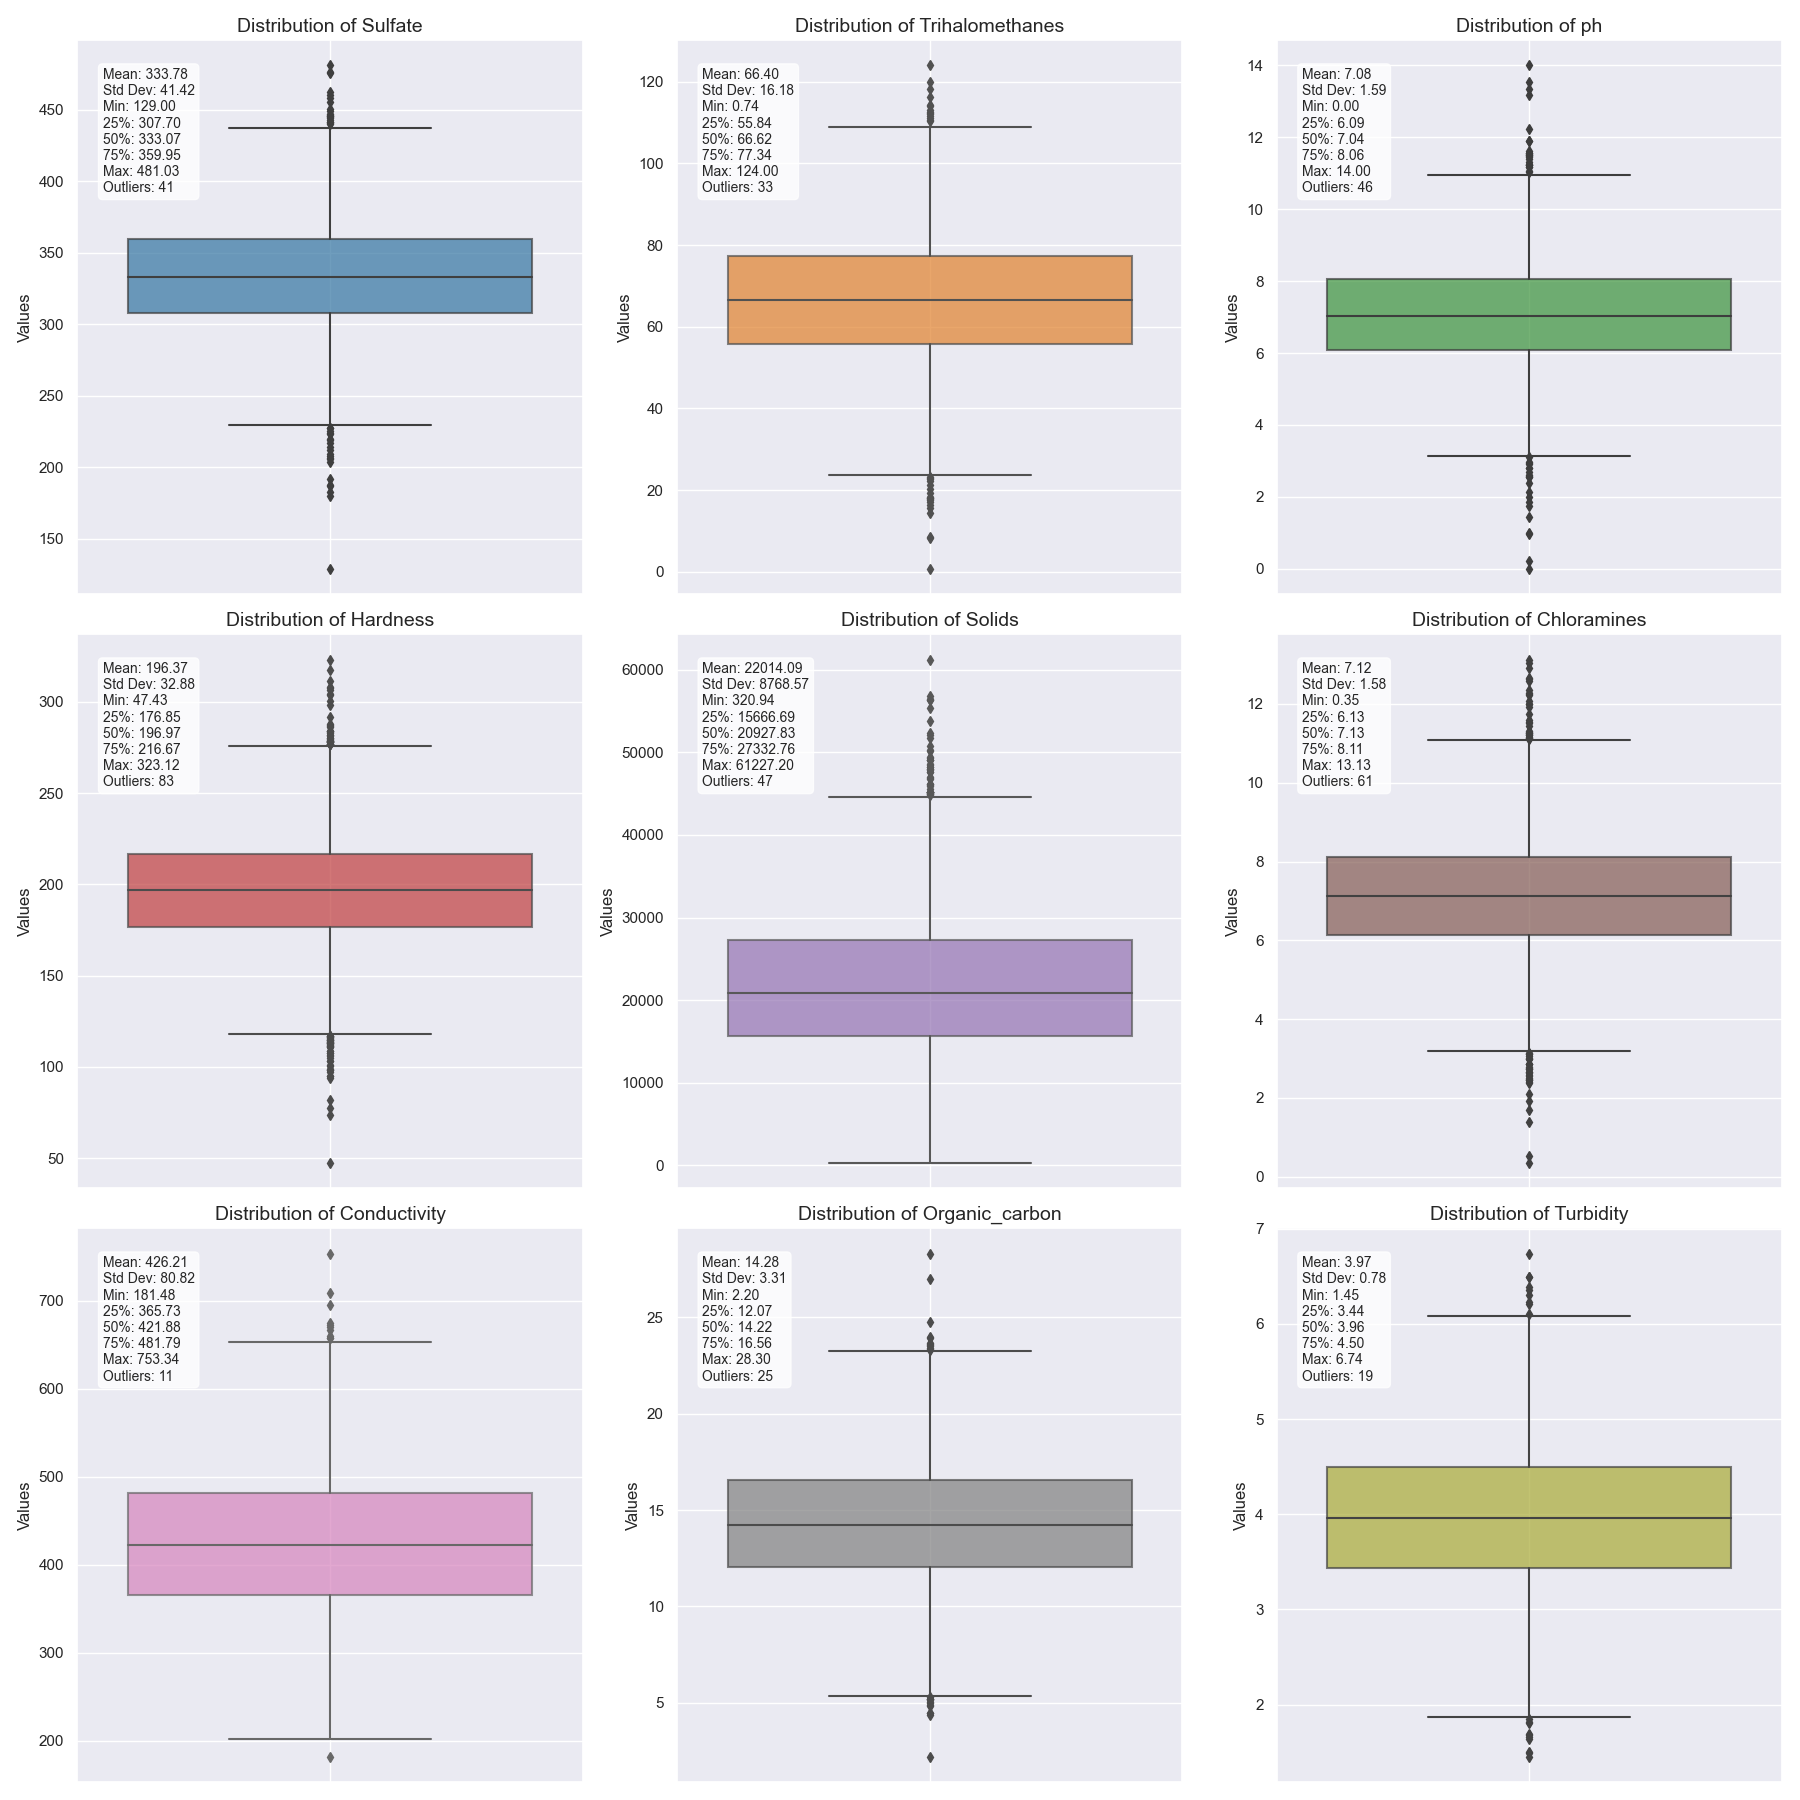 Distribution of Sulfate
Mean: 333.78
Std Dev: 41.42
Min: 129.00
25%: 307.70
50%: 333.07
75%: 359.95
Max: 481.03
Outliers: 41
450
400
350
300
250
200
150
Values
Distribution of Trihalomethanes
Mean: 66.40
Std Dev: 16.18
Min: 0.74
25%: 55.84
50%: 66.62
75%: 77.34
Max: 124.00
Outliers: 33
120
100
80
60
40
20
0
Values
Distribution of ph
Mean: 7.08
Std Dev: 1.59
Min: 0.00
25%: 6.09
50%: 7.04
75%: 8.06
Max: 14.00
Outliers: 46
14
12
10
8
6
4
2
0
Values
Distribution of Hardness
Mean: 196.37
Std Dev: 32.88
Min: 47.43
25%: 176.85
50%: 196.97
75%: 216.67
Max: 323.12
Outliers: 83
300
250
200
150
100
50
Values
Distribution of Solids
Mean: 22014.09
Std Dev: 8768.57
Min: 320.94
25%: 15666.69
50%: 20927.83
75%: 27332.76
Max: 61227.20
Outliers: 47
60000
50000
40000
30000
20000
10000
0
Values
Distribution of Chloramines
Mean: 7.12
Std Dev: 1.58
Min: 0.35
25%: 6.13
50%: 7.13
75%: 8.11
Max: 13.13
Outliers: 61
12
10
8
6
4
2
0
Values
Distribution of Conductivity
Mean: 426.21
Std Dev: 80.82
Min: 181.48
25%: 365.73
50%: 421.88
75%: 481.79
Max: 753.34
Outliers: 11
700
600
500
400
300
200
Values
Distribution of Organic_carbon
Mean: 14.28
Std Dev: 3.31
Min: 2.20
25%: 12.07
50%: 14.22
75%: 16.56
Max: 28.30
Outliers: 25
25
20
15
10
5
Values
Distribution of Turbidity
Mean: 3.97
Std Dev: 0.78
Min: 1.45
25%: 3.44
50%: 3.96
75%: 4.50
Max: 6.74
Outliers: 19
7
6
5
4
3
2
Values